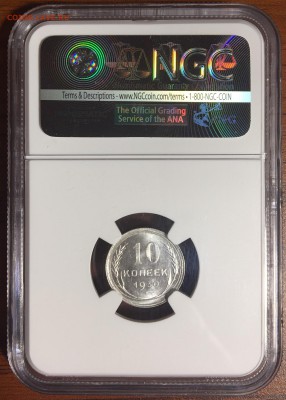 NGC
Terms & Descriptions - www.NGCcoin.com/terms • 1-800-NGC-COIN
The Official Grading
Service of the ANA
10
КОПЕЕК